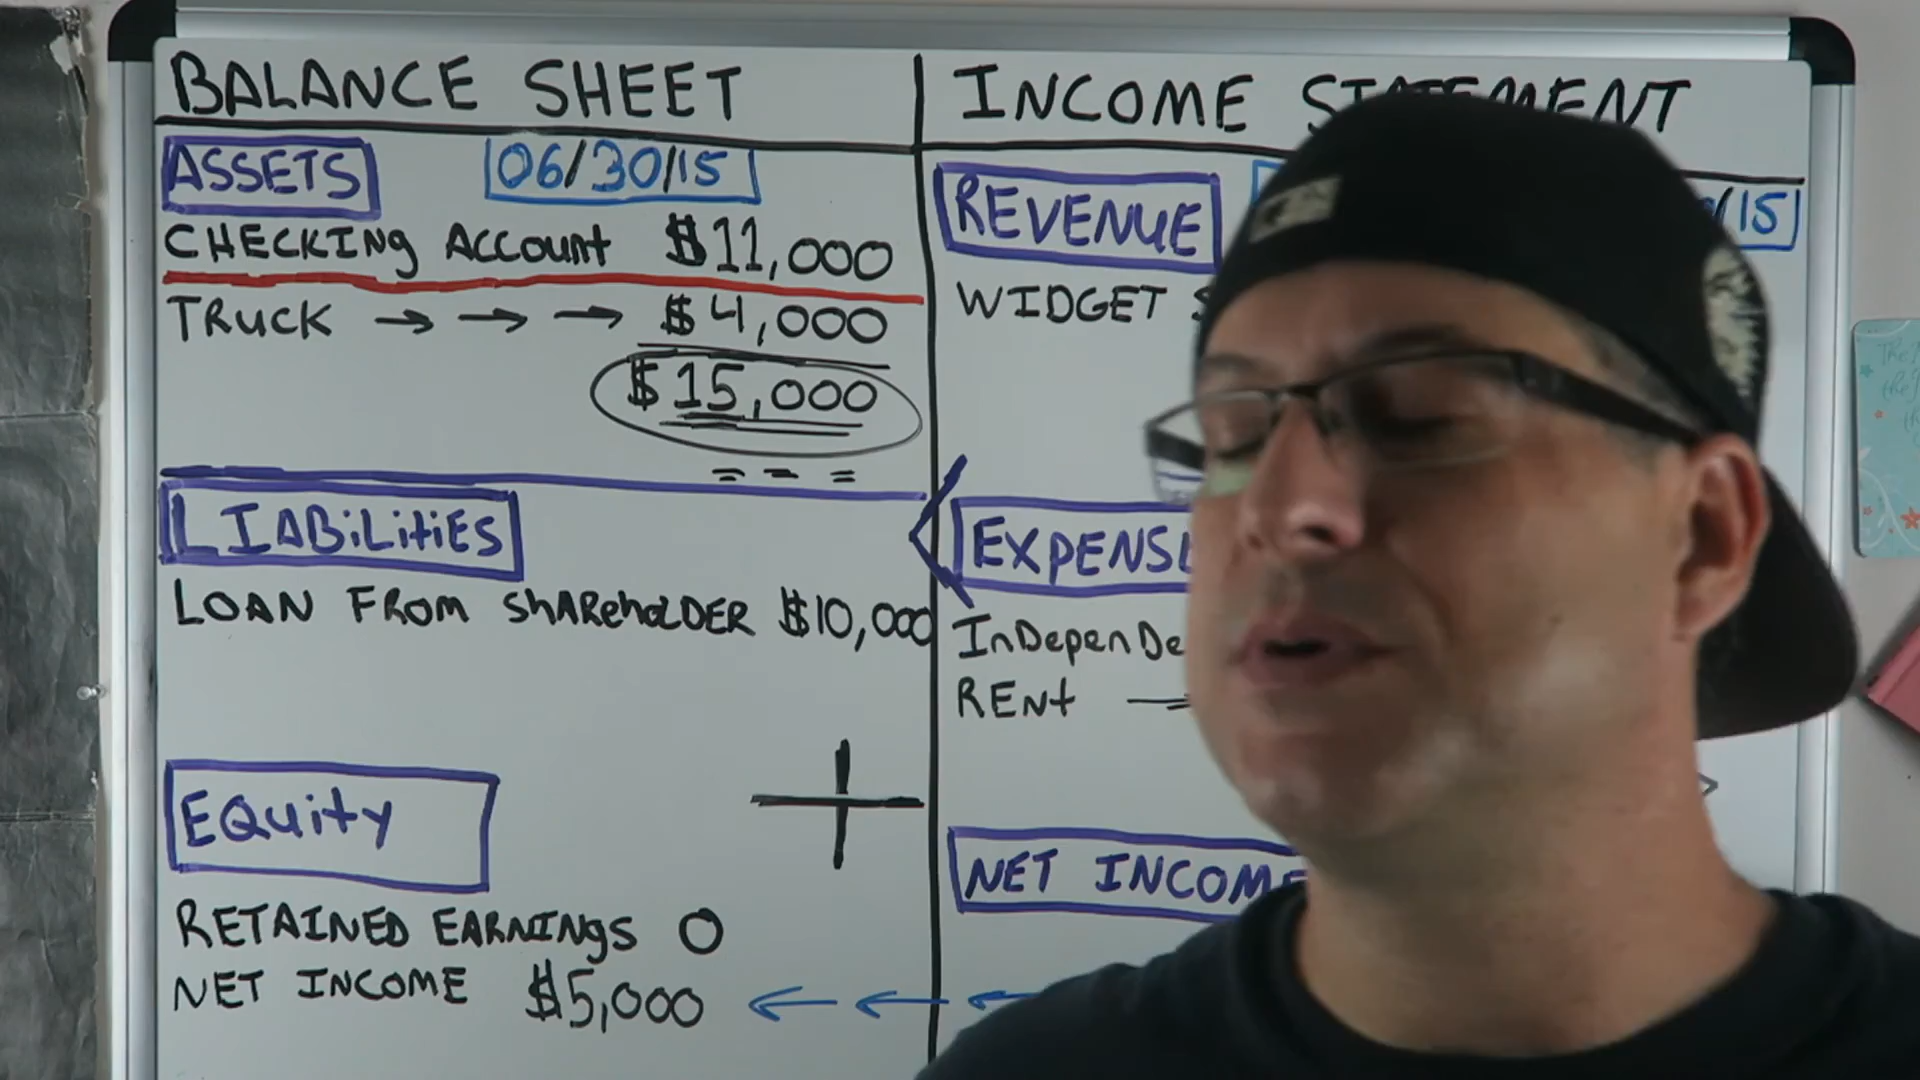 BALANCE SHEET
ASSETS
06/30/15
CHECKING ACCOUNT $11,000
TRUCK → → → $4,000
$15,000
= = =
LIABILITIES
LOAN FROM SHAREHOLDER $10,000
EQUITY
RETAINED EARNINGS 0
NET INCOME $5,000
INCOME STATEMENT
REVENUE
/15
WIDGET
RENT
NET INCOME